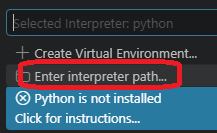 Selected Interpreter: python
Create Virtual Environment...
Enter interpreter path...
Python is not installed
Click for instructions...